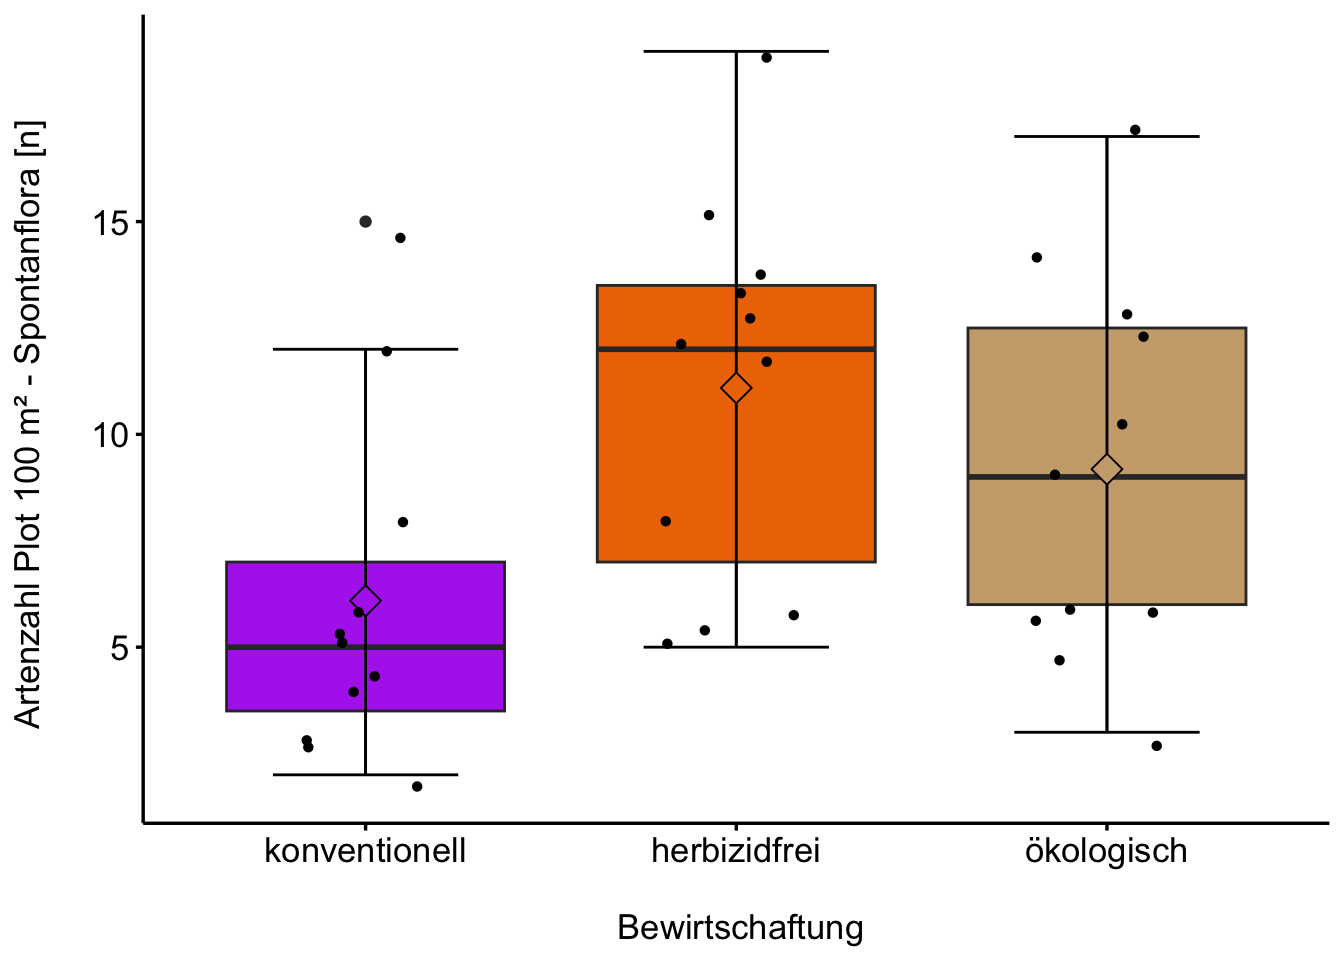 Artenzahl Plot 100 m² - Spontanflora [n]
15
10
5
konventionell herbizidfrei ökologisch
Bewirtschaftung